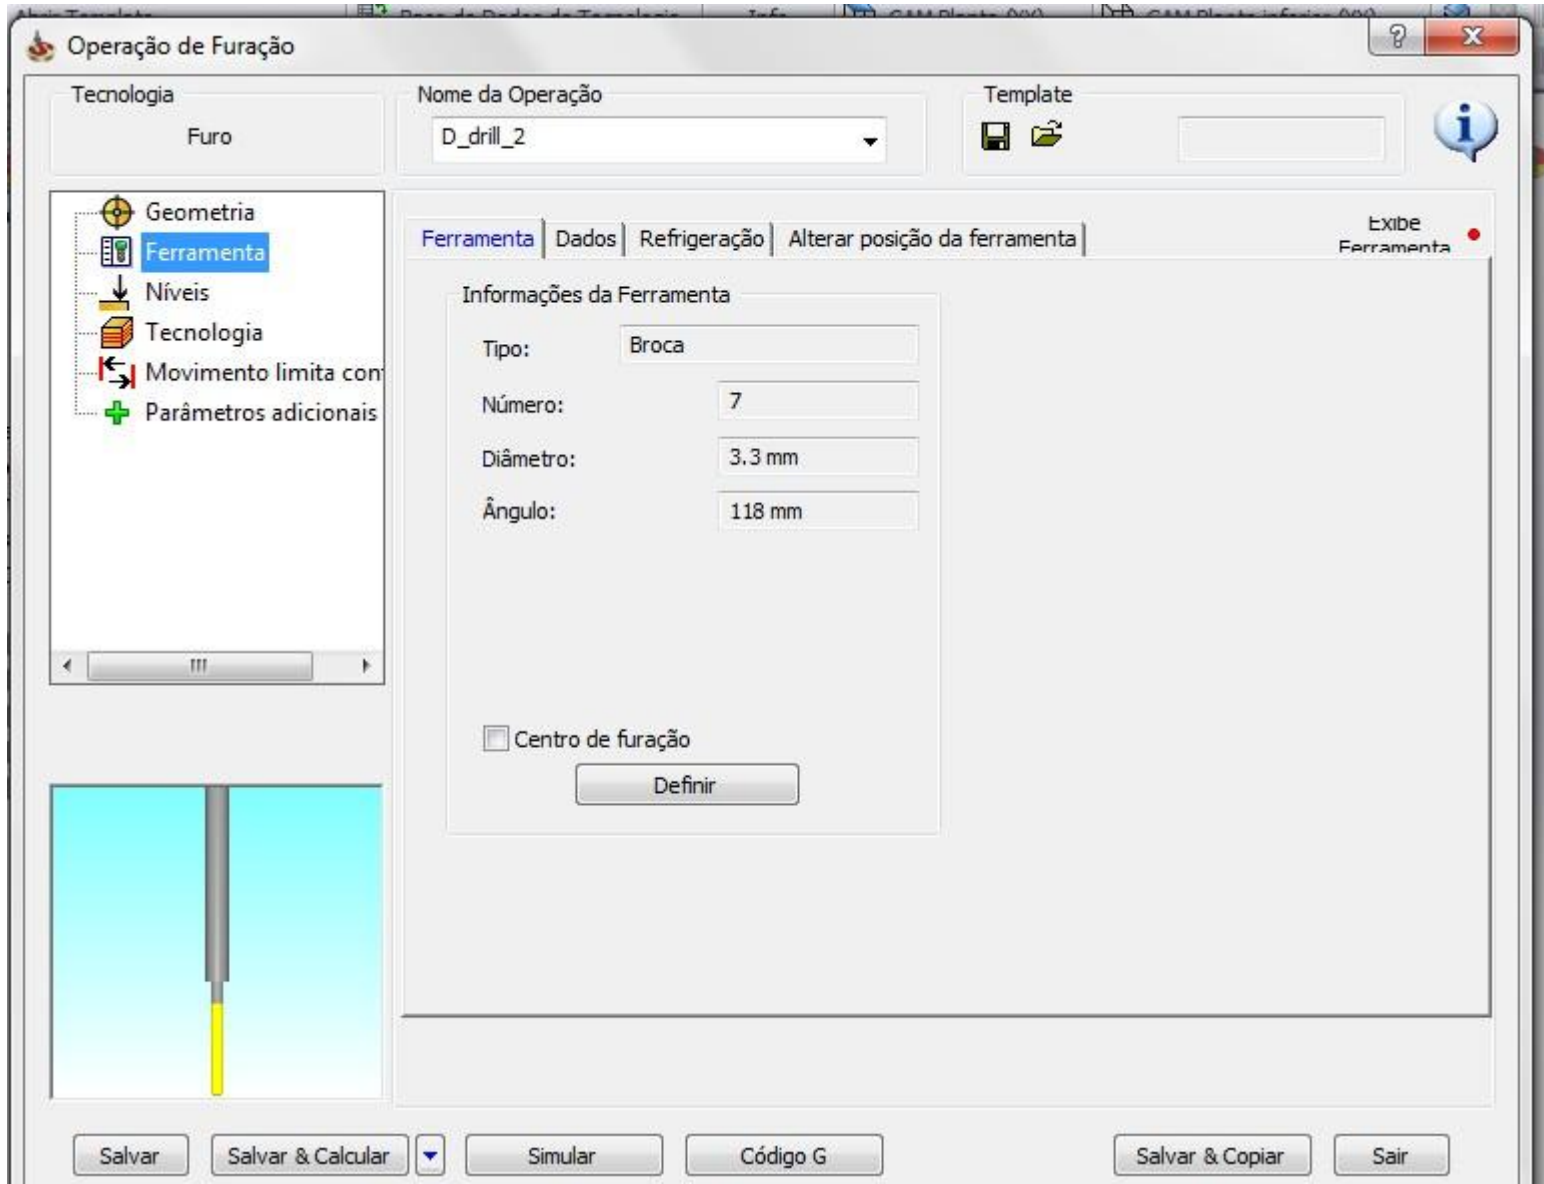 Operação de Furação
Tecnologia
Furo
Nome da Operação
D_drill_2
Template
Geometria
Ferramenta
Níveis
Tecnologia
Movimento limita con
Parâmetros adicionais
Ferramenta Dados Refrigeração Alterar posição da ferramenta
Exibe
Ferramenta
Informações da Ferramenta
Tipo: Broca
Número: 7
Diâmetro: 3.3 mm
Ângulo: 118 mm
Centro de furação
Definir
Salvar Salvar & Calcular Simular Código G Salvar & Copiar Sair